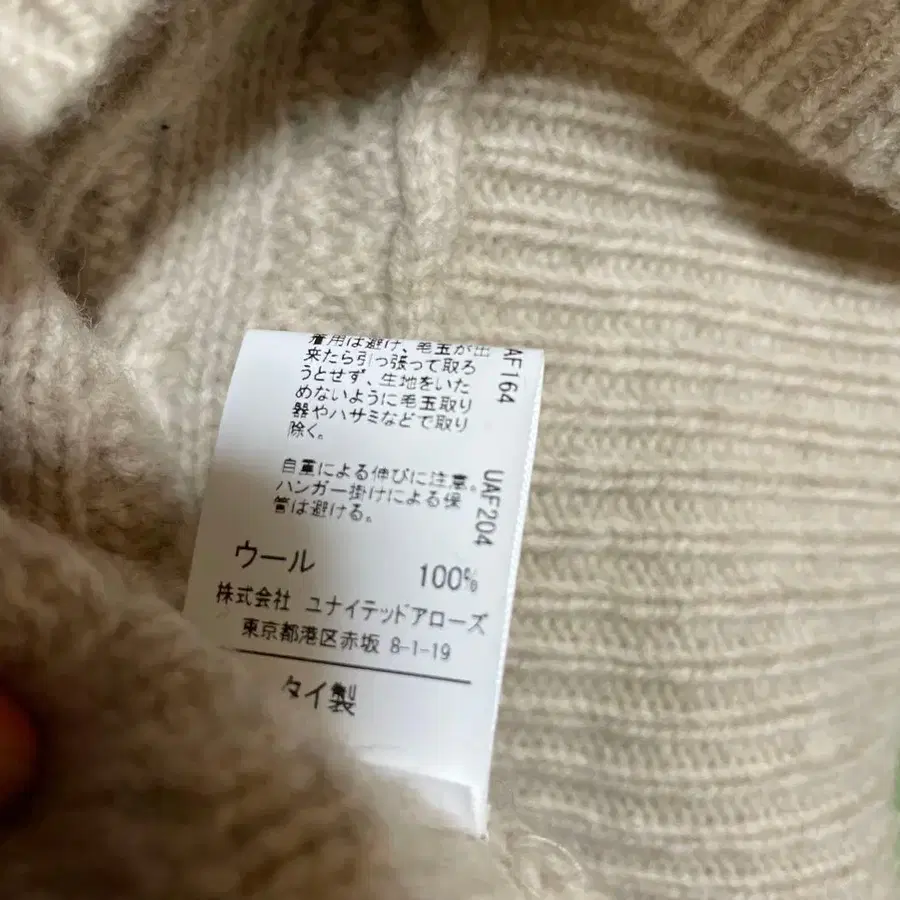 着用は避け、毛玉が出
来たら引っ張って取ろ
うとせず、生地をいた
めないように毛玉取り
器やハサミなどで取り
除く。
自重による伸びに注意。
ハンガー掛けによる保
管は避ける。
ウール 100%
株式会社 ユナイテッドアローズ
東京都港区赤坂 8-1-19
タイ製
AF164
UAF204